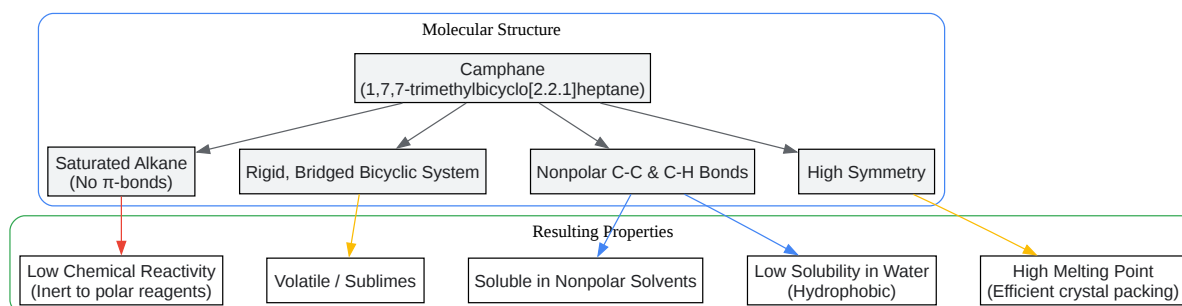 Molecular Structure
Camphane
(1,7,7-trimethylbicyclo[2.2.1]heptane)
Saturated Alkane
(No π-bonds)
Rigid, Bridged Bicyclic System
Nonpolar C-C & C-H Bonds
High Symmetry
Resulting Properties
Low Chemical Reactivity
(Inert to polar reagents)
Volatile / Sublimes
Soluble in Nonpolar Solvents
Low Solubility in Water
(Hydrophobic)
High Melting Point
(Efficient crystal packing)